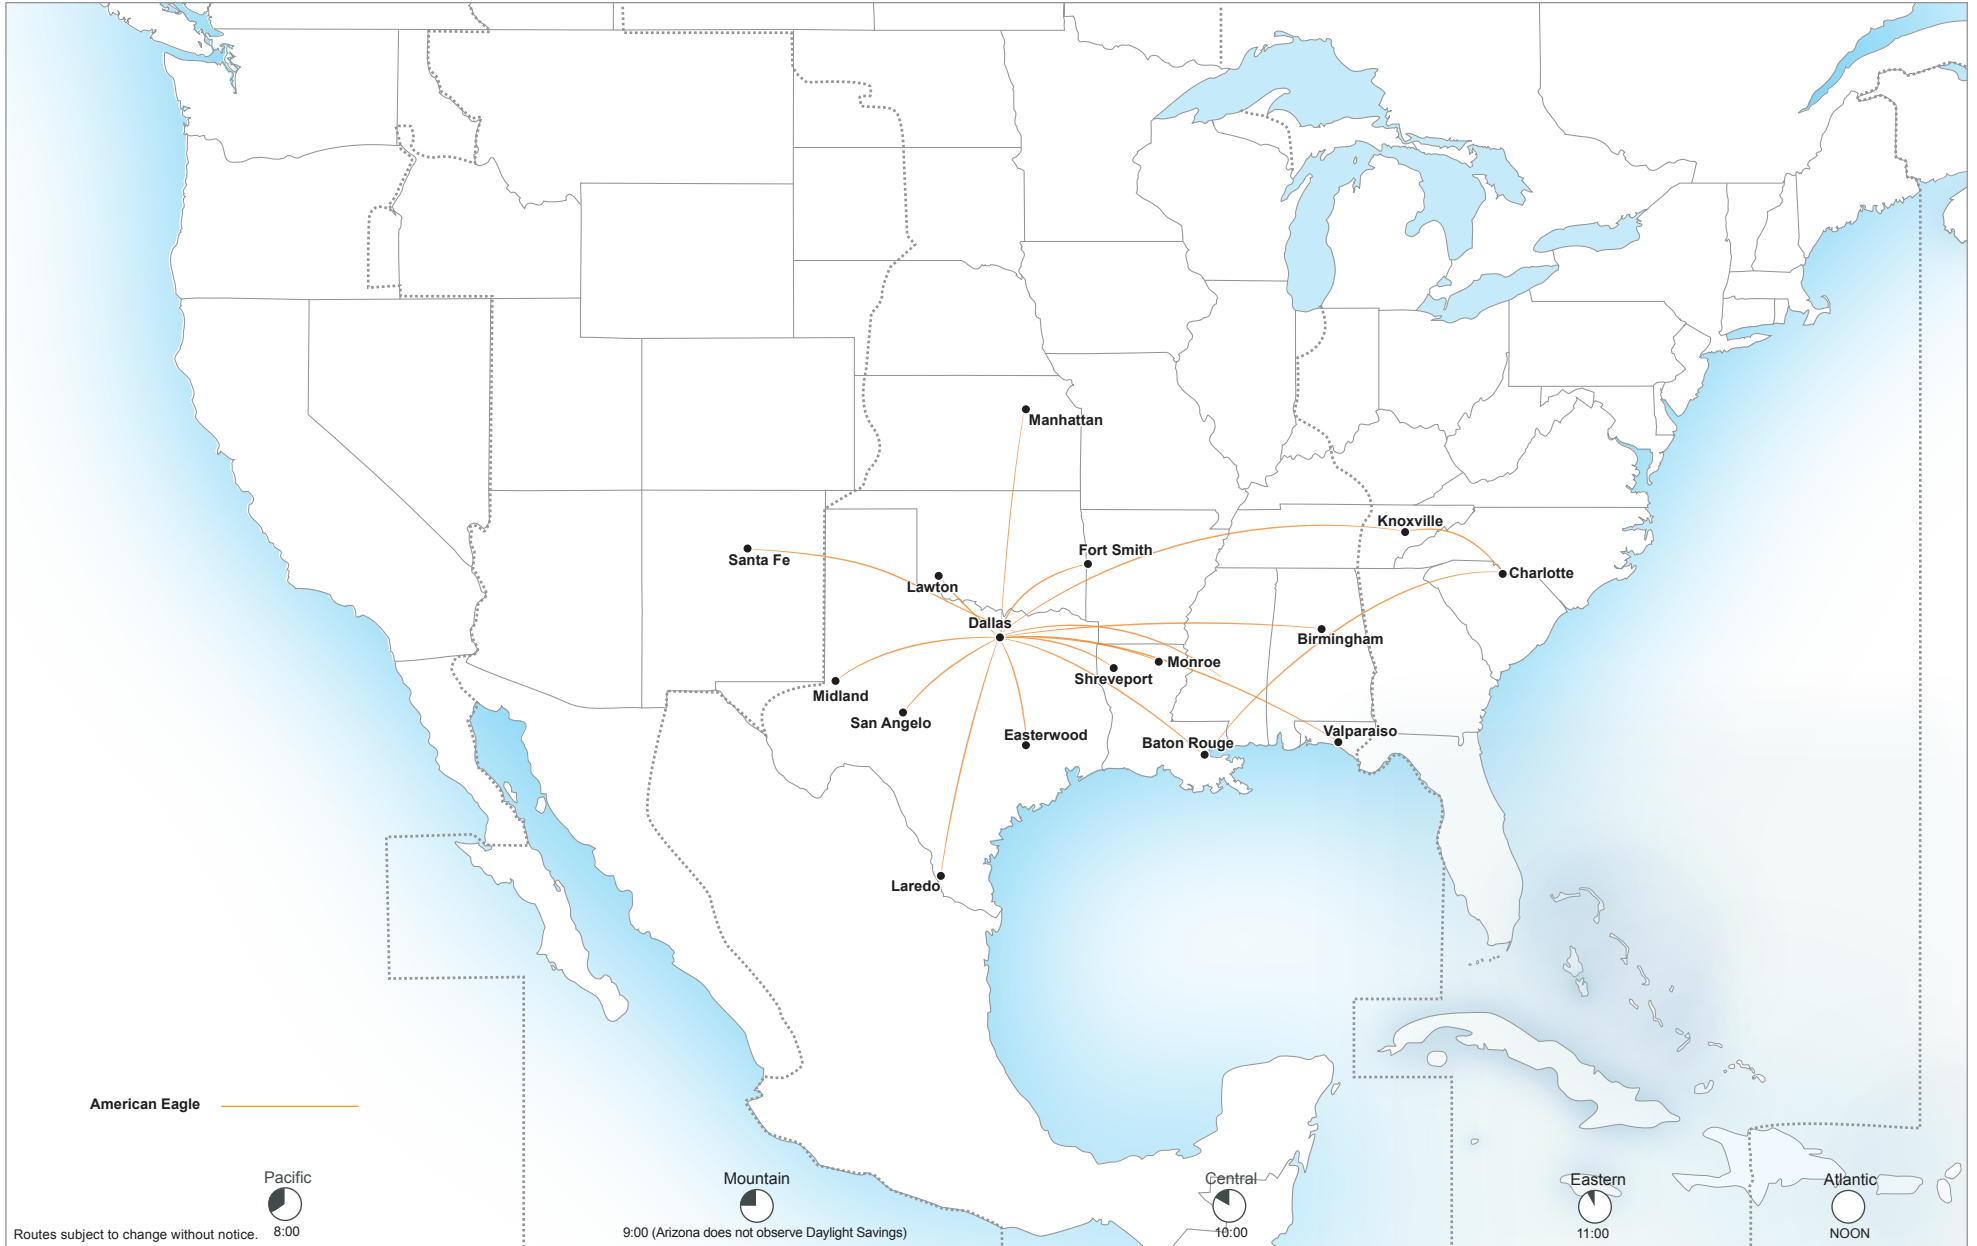 Manhattan
Knoxville
Santa Fe
Fort Smith
Charlotte
Lawton
Dallas
Birmingham
Monroe
Shreveport
Midland
San Angelo
Easterwood
Baton Rouge
Valparaiso
Laredo
American Eagle
Pacific
8:00
Mountain
9:00 (Arizona does not observe Daylight Savings)
Central
10:00
Eastern
11:00
Atlantic
NOON
Routes subject to change without notice.